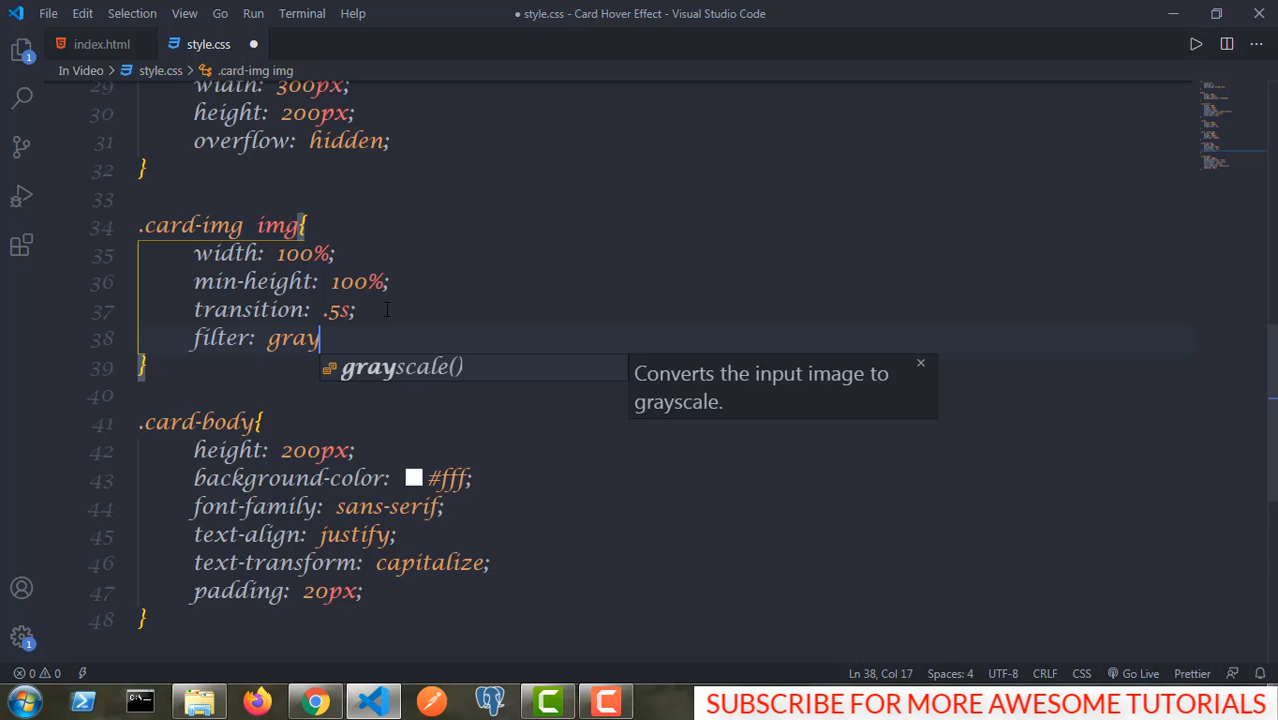 File Edit Selection View Go Run Terminal Help ● style.css - Card Hover Effect - Visual Studio Code
index.html style.css ●
In Video > style.css > .card-img img
29 width: 300px;
30 height: 200px;
31 overflow: hidden;
32 }
33
34 .card-img img{
35 width: 100%;
36 min-height: 100%;
37 transition: .5s;
38 filter: gray
grayscale()
Converts the input image to
grayscale.
39 }
40
41 .card-body{
42 height: 200px;
43 background-color: #fff;
44 font-family: sans-serif;
45 text-align: justify;
46 text-transform: capitalize;
47 padding: 20px;
48 }
1
1
0 0 Ln 38, Col 17 Spaces: 4 UTF-8 CRLF CSS Go Live Prettier
SUBSCRIBE FOR MORE AWESOME TUTORIALS